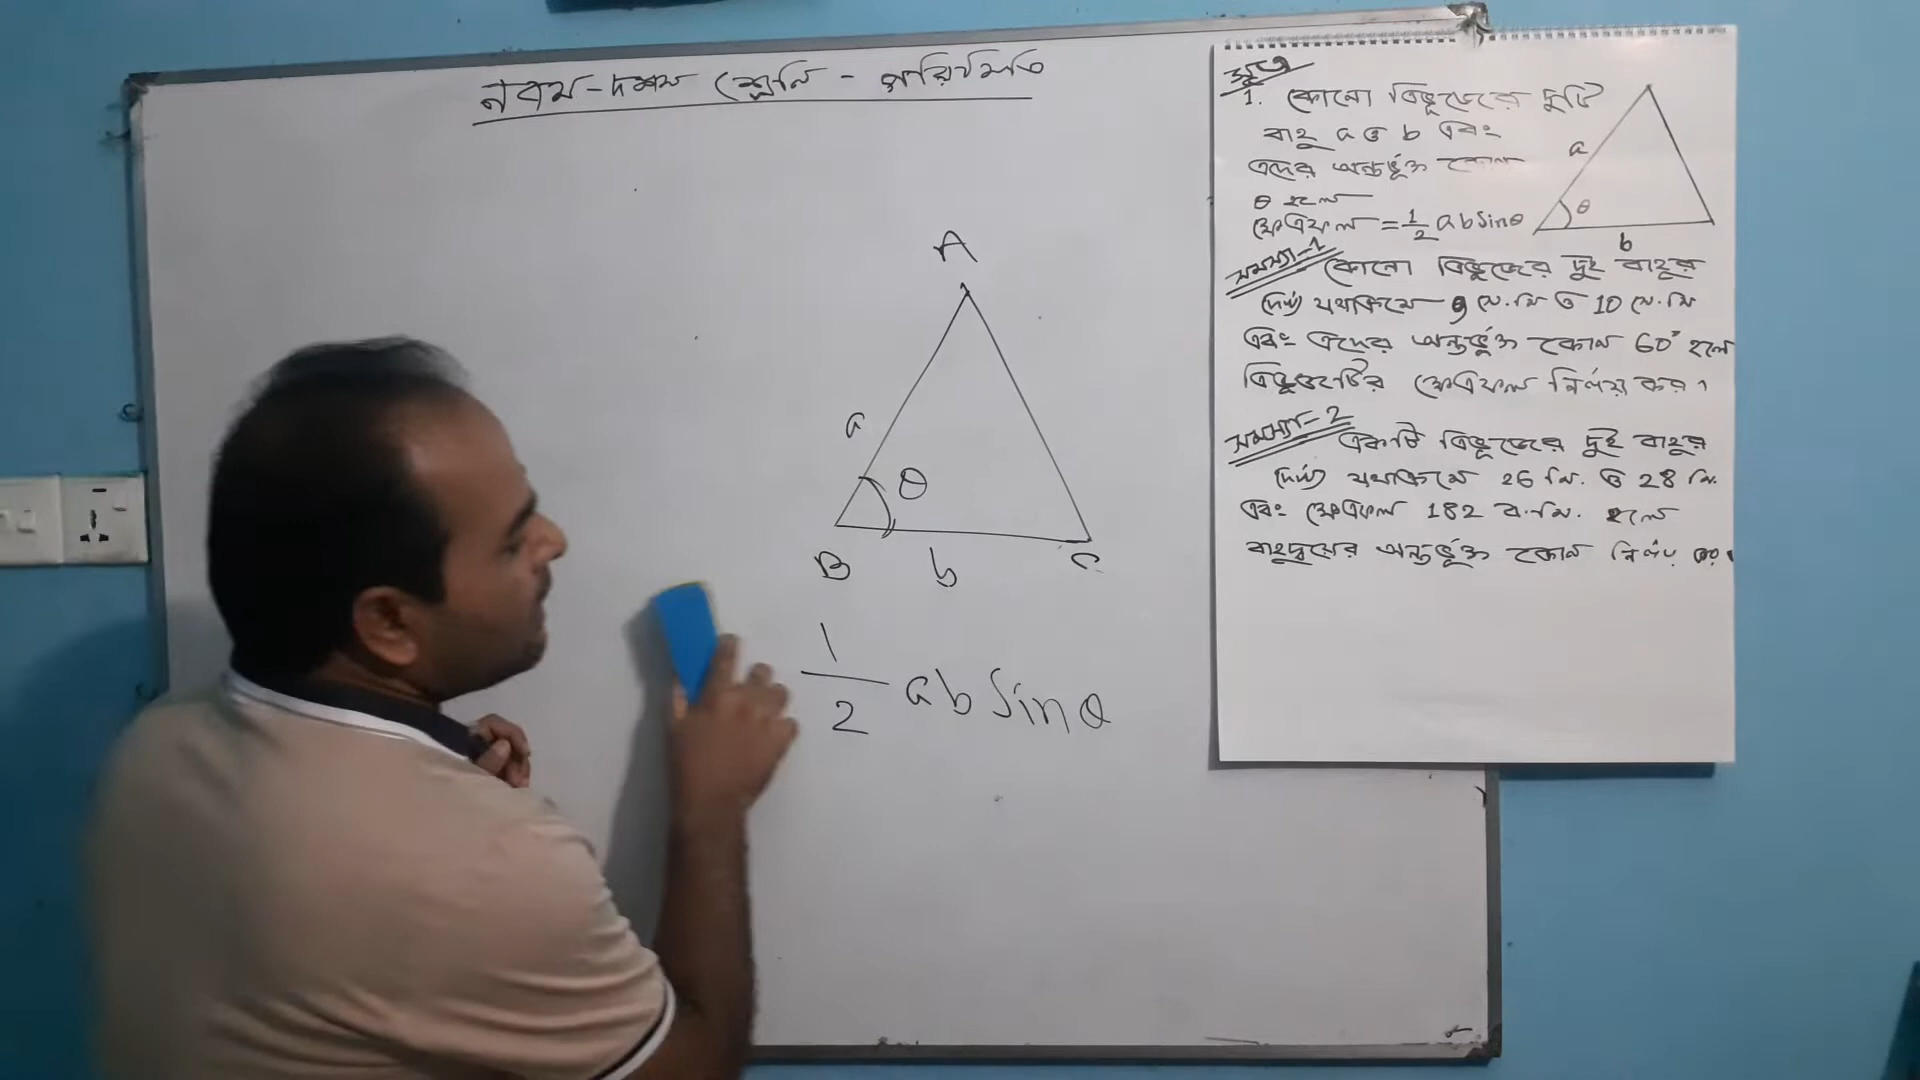 নবম-দশম শ্রেনি - পরিমিতি
A
a
θ
B
b
C
1/2 ab Sinθ
সূত্র
1. কোনো ত্রিভূজের দুটি
বাহু a ও b এবং
এদের অন্তর্ভূক্ত কোন
θ হলে
ক্ষেত্রফল = 1/2 ab Sinθ
a
θ
b
সমস্যা-1
কোনো ত্রিভূজের দুই বাহুর
দৈর্ঘ্য যথাক্রমে 9 সে.মি ও 10 সে.মি
এবং এদের অন্তর্ভূক্ত কোন 60° হলে
ত্রিভূজটির ক্ষেত্রফল নির্ণয় কর।
সমস্যা-2
একটি ত্রিভূজের দুই বাহুর
দৈর্ঘ্য যথাক্রমে 26 মি. ও 28 মি.
এবং ক্ষেত্রফল 182 ব.মি. হলে
বাহুদ্বয়ের অন্তর্ভূক্ত কোন নির্ণয়